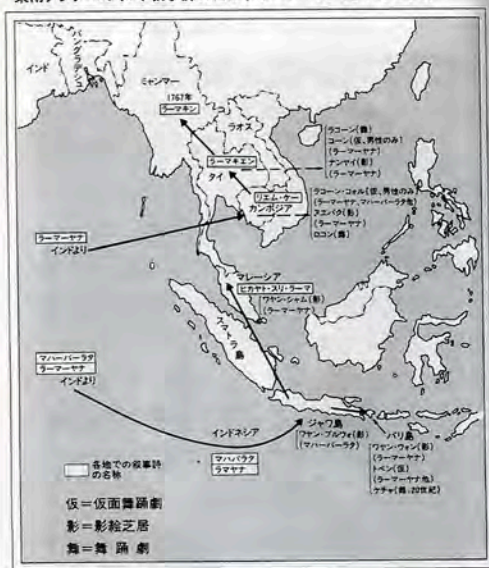 インド
バングラデシュ
ミャンマー
1767年
ラーマキン
ラオス
ラーマキエン
タイ
リエム・ケー
カンボジア
ラコーン(舞)
コーン(仮、男性のみ)
(ラーマーヤナ)
ナンヤイ(影)
(ラーマーヤナ)
ラコーン・コォル(仮、男性のみ)
(ラーマーヤナ、マハーバーラタ他)
スエバタ(影)
(ラーマーヤナ)
ロコン(舞)
ラーマーヤナ
インドより
マレーシア
ヒカヤト・スリ・ラーマ
ワヤン・シャム(影)
(ラーマーヤナ)
スマトラ島
マハーバーラタ
ラーマーヤナ
インドより
インドネシア
マハバラタ
ラマヤナ
ジャワ島
ワヤン・プルウォ(影)
(マハーバーラタ)
バリ島
ワヤン・ウォン(影)
(ラーマーヤナ)
トペン(仮)
(ラーマーヤナ他)
ケチャ(舞:20世紀)
各地での叙事詩
の名称
仮=仮面舞踊劇
影=影絵芝居
舞=舞踊劇